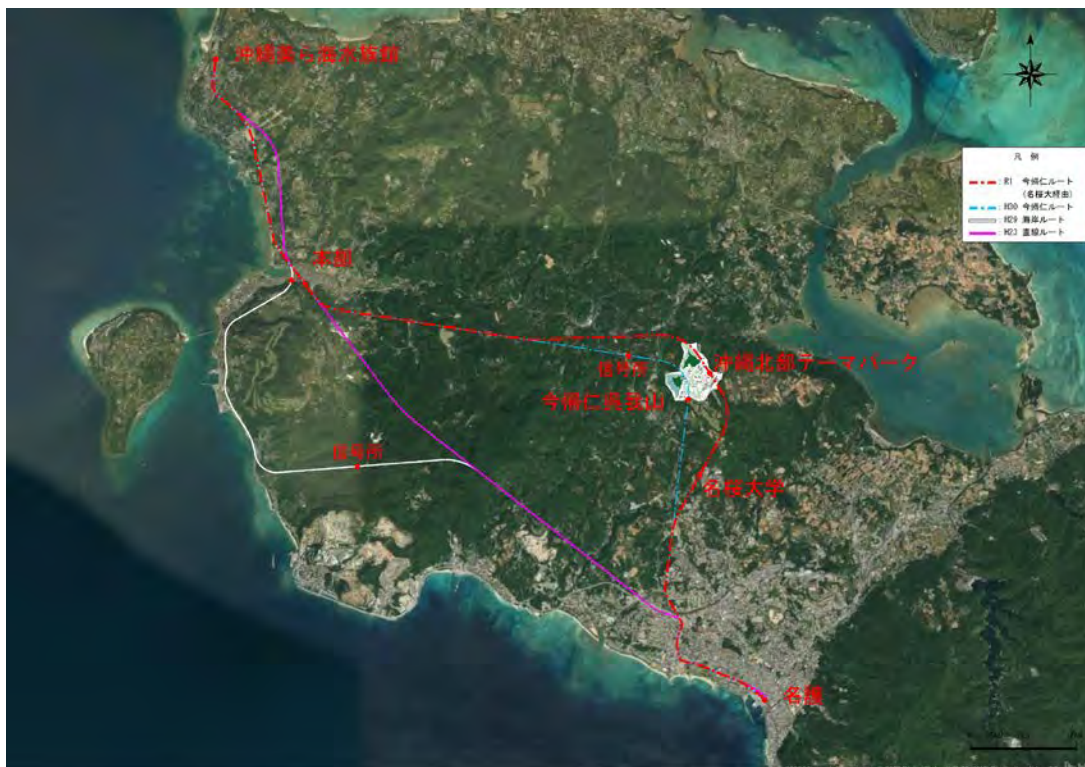 沖縄美ら海水族館
凡 例
R1 今帰仁ルート
(名桜大経由)
H30 今帰仁ルート
H29 海岸ルート
H23 直線ルート
本部
信号所
沖縄北部テーマパーク
今帰仁呉我山
信号所
名桜大学
名護